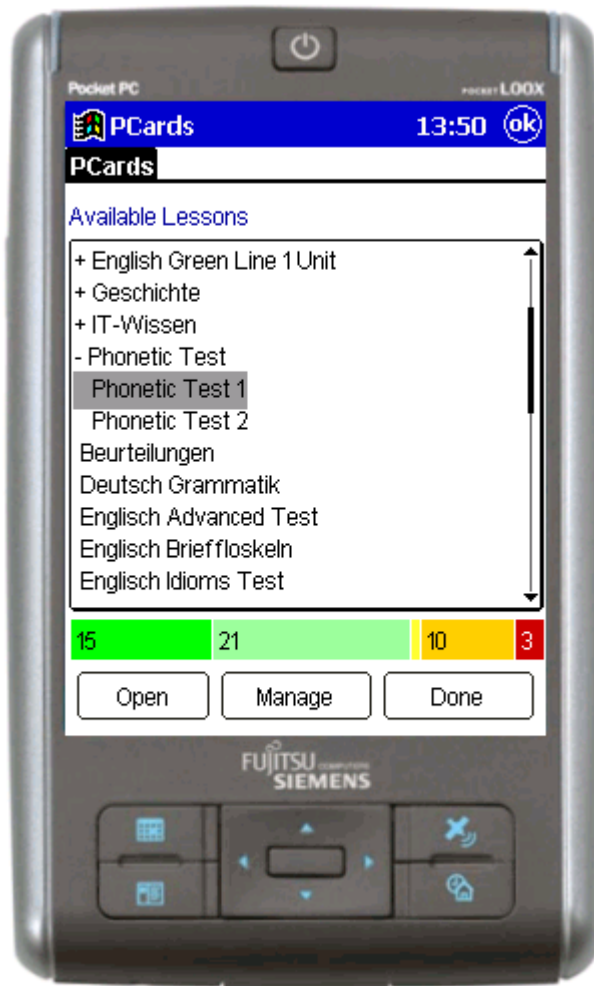 Pocket PC
POCKET LOOX
PCards
13:50
ok
PCards
Available Lessons
+ English Green Line 1 Unit
+ Geschichte
+ IT-Wissen
- Phonetic Test
Phonetic Test 1
Phonetic Test 2
Beurteilungen
Deutsch Grammatik
Englisch Advanced Test
Englisch Brieffloskeln
Englisch Idioms Test
15
21
10
3
Open
Manage
Done
FUJITSU COMPUTERS
SIEMENS